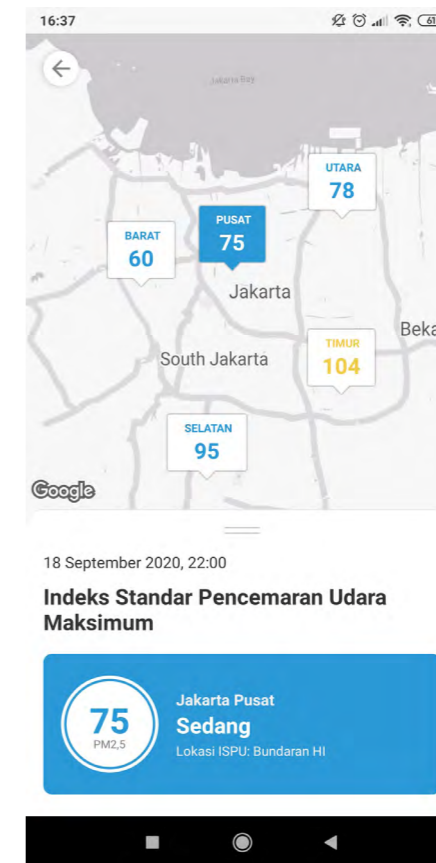 16:37
61
Jakarta Bay
UTARA
78
PUSAT
75
BARAT
60
Jakarta
Beka
TIMUR
104
South Jakarta
SELATAN
95
Google
18 September 2020, 22:00
Indeks Standar Pencemaran Udara
Maksimum
75
PM2,5
Jakarta Pusat
Sedang
Lokasi ISPU: Bundaran HI